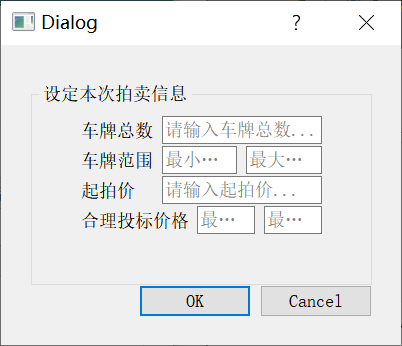 Dialog ?
设定本次拍卖信息
车牌总数 请输入车牌总数...
车牌范围 最小… 最大…
起拍价 请输入起拍价...
合理投标价格 最… 最…
OK Cancel